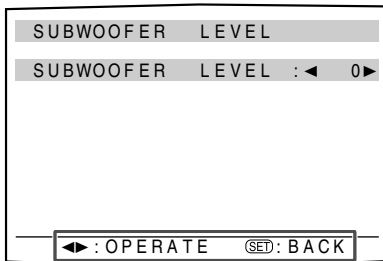 SUBWOOFER LEVEL
SUBWOOFER LEVEL :◀ 0▶
◀▶:OPERATE SET:BACK